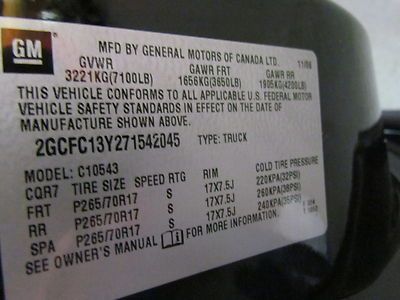 GM
MFD BY GENERAL MOTORS OF CANADA LTD. 11/06
GVWR GAWR FRT GAWR RR
3221KG(7100LB) 1656KG(3650LB) 1905KG(4200LB)
THIS VEHICLE CONFORMS TO ALL APPLICABLE U.S. FEDERAL MOTOR
VEHICLE SAFETY STANDARDS IN EFFECT ON THE DATE OF
MANUFACTURE SHOWN ABOVE.
2GCFC13Y271542045 TYPE: TRUCK
MODEL: C10543
CQR7 TIRE SIZE SPEED RTG RIM COLD TIRE PRESSURE
FRT P265/70R17 S 17X7.5J 220KPA(32PSI)
RR P265/70R17 S 17X7.5J 260KPA(38PSI)
SPA P265/70R17 S 17X7.5J 240KPA(35PSI)
SEE OWNER'S MANUAL FOR MORE INFORMATION.